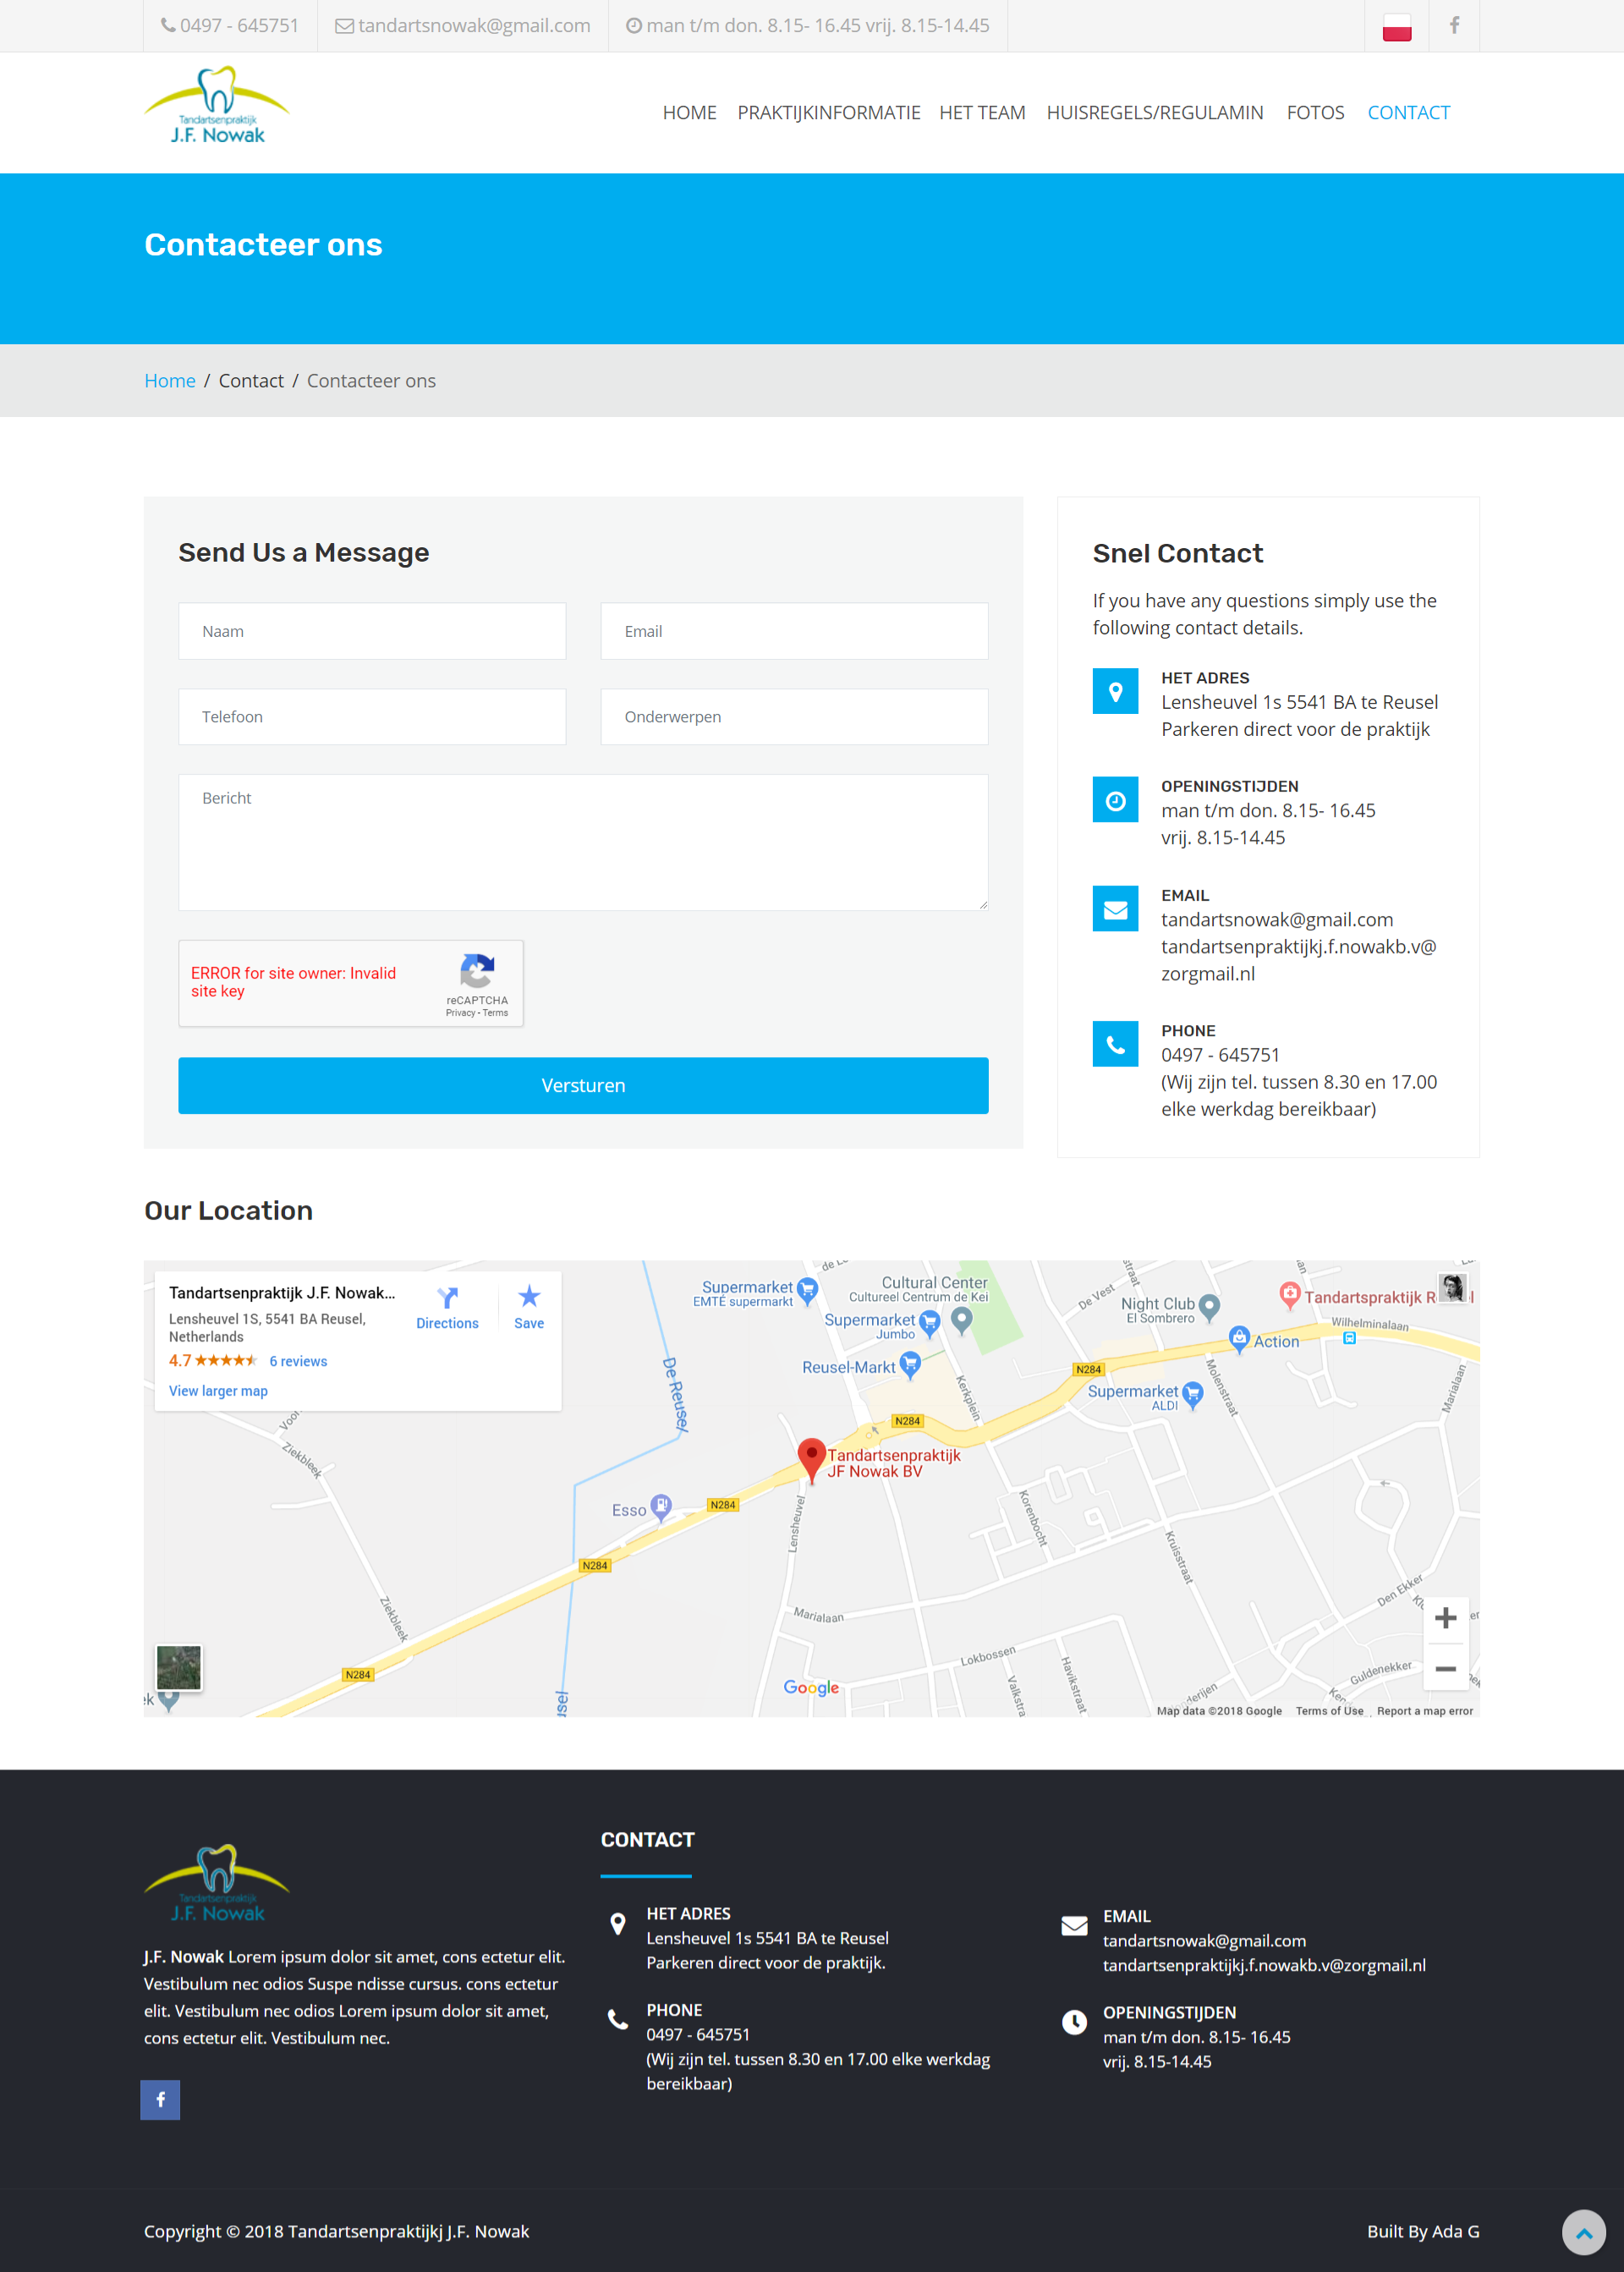 0497 - 645751
tandartsnowak@gmail.com
man t/m don. 8.15- 16.45 vrij. 8.15-14.45
Tandartsenpraktijk
J.F. Nowak
HOME
PRAKTIJKINFORMATIE
HET TEAM
HUISREGELS/REGULAMIN
FOTOS
CONTACT
Contacteer ons
Home / Contact / Contacteer ons
Send Us a Message
Naam
Email
Telefoon
Onderwerpen
Bericht
ERROR for site owner: Invalid
site key
reCAPTCHA
Privacy - Terms
Versturen
Snel Contact
If you have any questions simply use the
following contact details.
HET ADRES
Lensheuvel 1s 5541 BA te Reusel
Parkeren direct voor de praktijk
OPENINGSTIJDEN
man t/m don. 8.15- 16.45
vrij. 8.15-14.45
EMAIL
tandartsnowak@gmail.com
tandartsenpraktijkj.f.nowakb.v@
zorgmail.nl
PHONE
0497 - 645751
(Wij zijn tel. tussen 8.30 en 17.00
elke werkdag bereikbaar)
Our Location
Tandartsenpraktijk J.F. Nowak...
Lensheuvel 1S, 5541 BA Reusel,
Netherlands
4.7
6 reviews
View larger map
Directions
Save
Supermarket
EMTÉ supermarkt
Cultural Center
Cultureel Centrum de Kei
Supermarket
Jumbo
Reusel-Markt
De Vest
Night Club
El Sombrero
Tandartspraktijk R
Wilhelminalaan
Action
N284
Supermarket
ALDI
Molenstraat
Marialaan
De Reusel
Kerkplein
N284
Ziekbleek
Tandartsenpraktijk
JF Nowak BV
Esso
N284
Lensheuvel
Korenbocht
Kruisstraat
N284
Ziekbleek
Marialaan
Den Ekker
Lokbossen
Havikstraat
Guldenekker
N284
Google
Map data ©2018 Google
Terms of Use
Report a map error
Tandartsenpraktijk
J.F. Nowak
J.F. Nowak Lorem ipsum dolor sit amet, cons ectetur elit.
Vestibulum nec odios Suspe ndisse cursus. cons ectetur
elit. Vestibulum nec odios Lorem ipsum dolor sit amet,
cons ectetur elit. Vestibulum nec.
CONTACT
HET ADRES
Lensheuvel 1s 5541 BA te Reusel
Parkeren direct voor de praktijk.
PHONE
0497 - 645751
(Wij zijn tel. tussen 8.30 en 17.00 elke werkdag
bereikbaar)
EMAIL
tandartsnowak@gmail.com
tandartsenpraktijkj.f.nowakb.v@zorgmail.nl
OPENINGSTIJDEN
man t/m don. 8.15- 16.45
vrij. 8.15-14.45
Copyright © 2018 Tandartsenpraktijkj J.F. Nowak
Built By Ada G